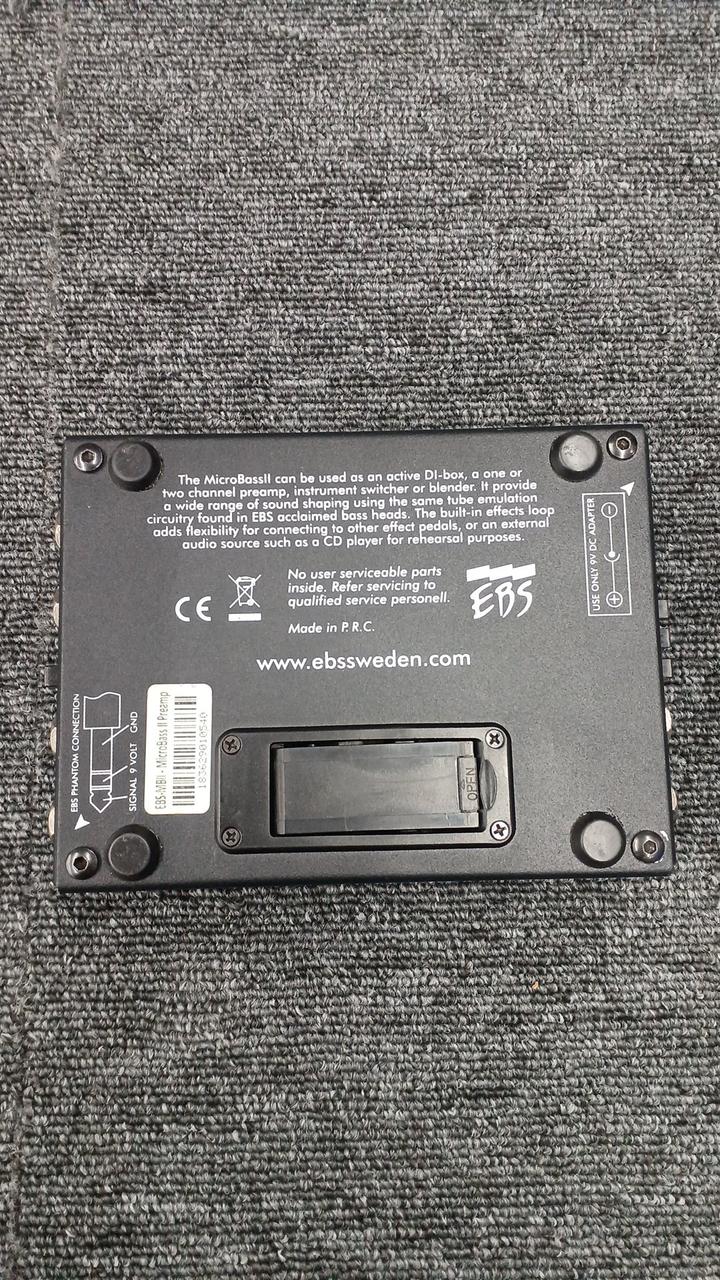 The MicroBassII can be used as an active DI-box, a one or
two channel preamp, instrument switcher or blender. It provide
a wide range of sound shaping using the same tube emulation
circuitry found in EBS acclaimed bass heads. The built-in effects loop
adds flexibility for connecting to other effect pedals, or an external
audio source such as a CD player for rehearsal purposes.
USE ONLY 9V DC ADAPTER
CE
No user serviceable parts
inside. Refer servicing to
qualified service personell.
Made in P.R.C.
EBS
www.ebssweden.com
EBS PHANTOM CONNECTION
SIGNAL 9 VOLT GND
EBS-MBII - MicroBass II Preamp
183629010540
OPEN